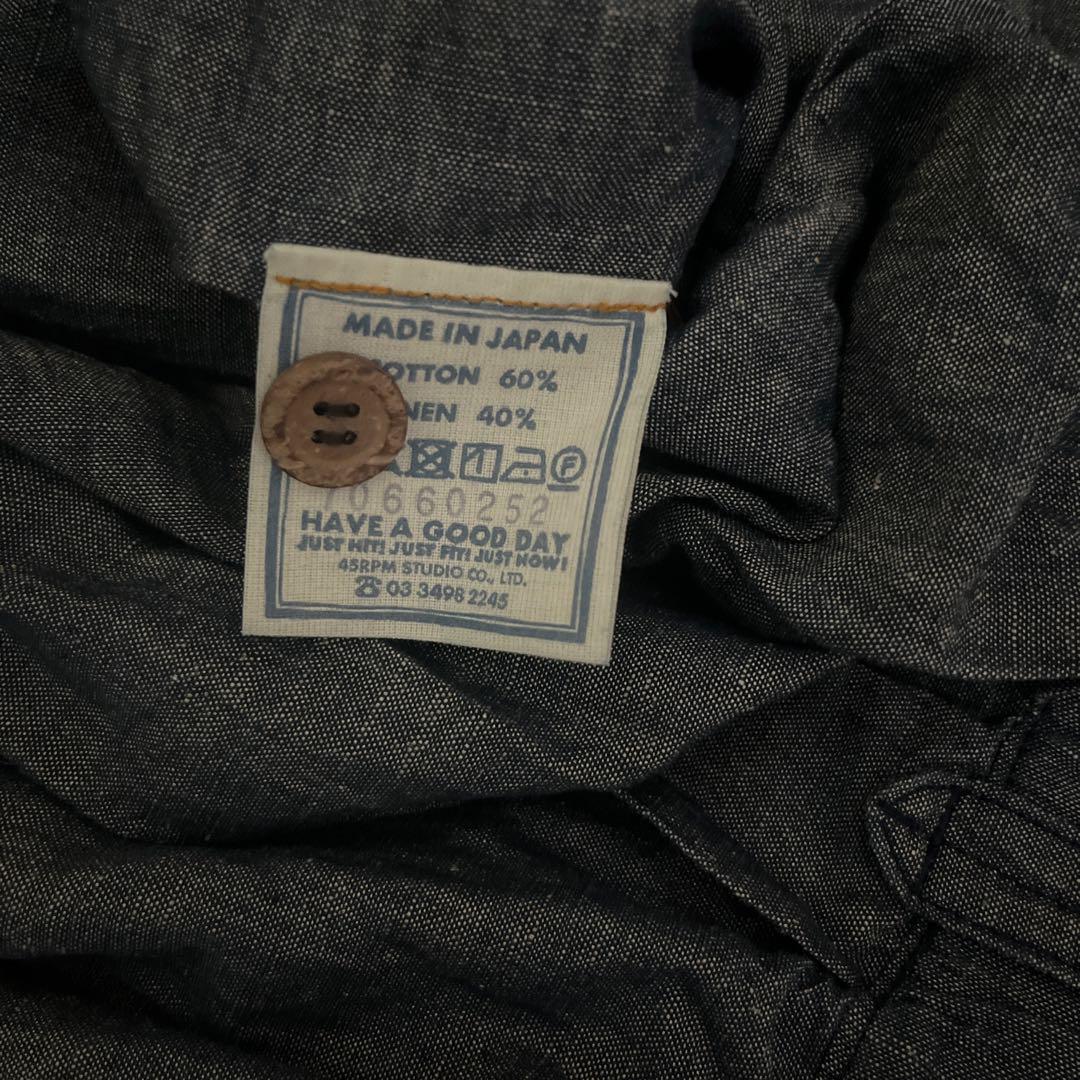 MADE IN JAPAN
OTTON 60%
NEN 40%
F
70660252
HAVE A GOOD DAY
JUST HIT! JUST FIT! JUST NOW!
45RPM STUDIO CO., LTD.
☎ 03 3498 2245